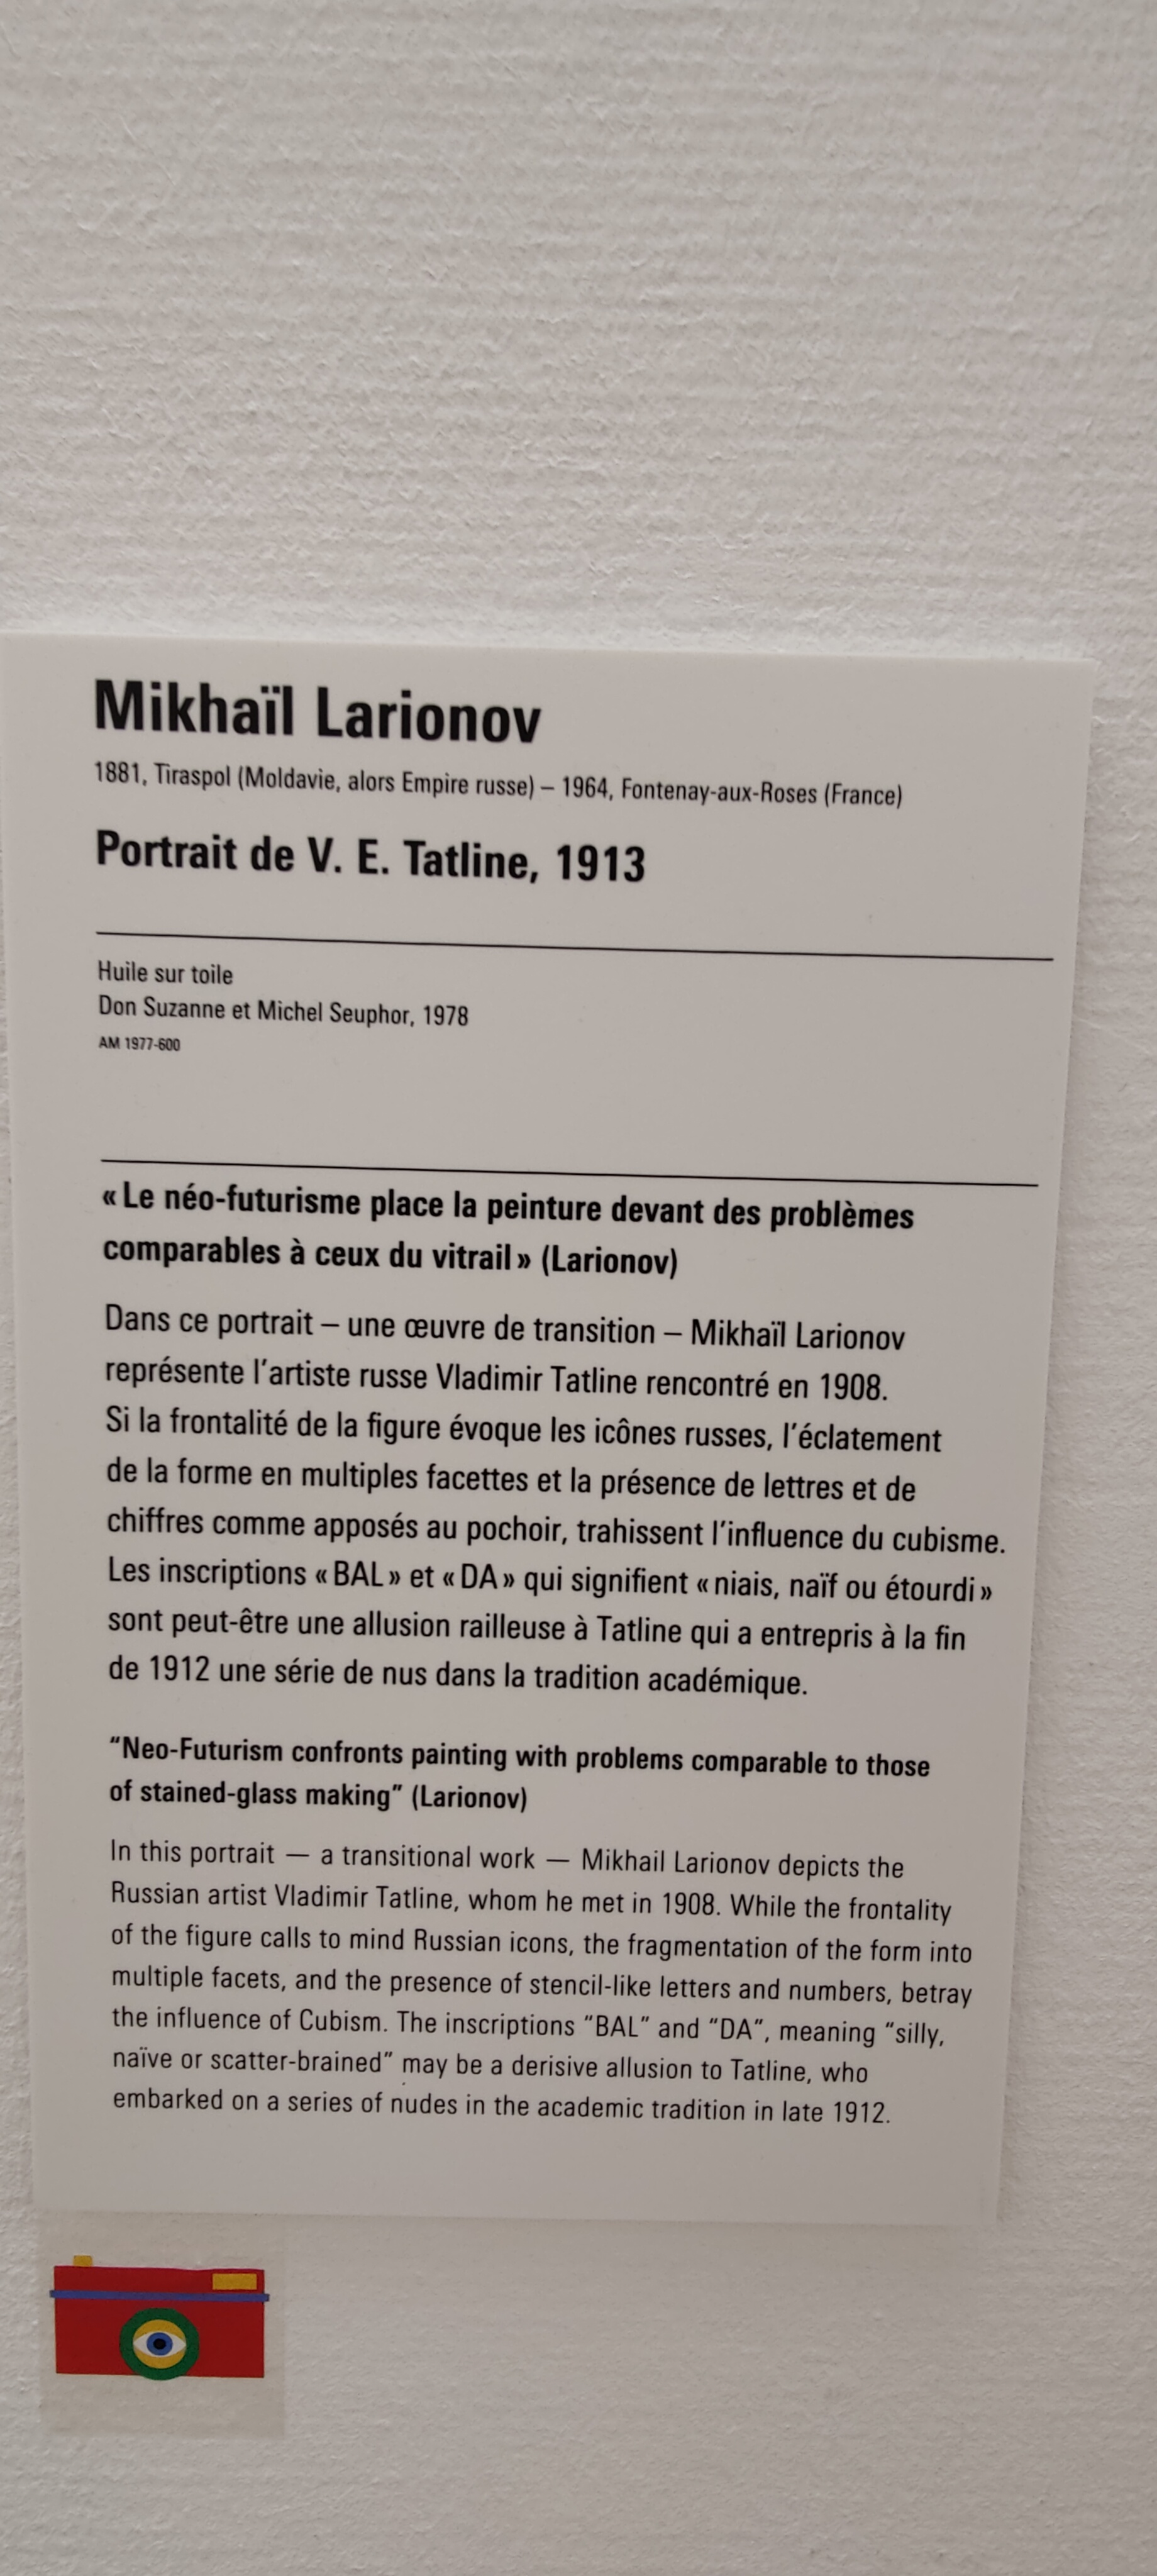 Mikhaïl Larionov
1881, Tiraspol (Moldavie, alors Empire russe) – 1964, Fontenay-aux-Roses (France)
Portrait de V. E. Tatline, 1913
Huile sur toile
Don Suzanne et Michel Seuphor, 1978
AM 1977-600
« Le néo-futurisme place la peinture devant des problèmes
comparables à ceux du vitrail » (Larionov)
Dans ce portrait – une œuvre de transition – Mikhaïl Larionov
représente l’artiste russe Vladimir Tatline rencontré en 1908.
Si la frontalité de la figure évoque les icônes russes, l’éclatement
de la forme en multiples facettes et la présence de lettres et de
chiffres comme apposés au pochoir, trahissent l’influence du cubisme.
Les inscriptions « BAL » et « DA » qui signifient « niais, naïf ou étourdi »
sont peut-être une allusion railleuse à Tatline qui a entrepris à la fin
de 1912 une série de nus dans la tradition académique.
“Neo-Futurism confronts painting with problems comparable to those
of stained-glass making” (Larionov)
In this portrait — a transitional work — Mikhail Larionov depicts the
Russian artist Vladimir Tatline, whom he met in 1908. While the frontality
of the figure calls to mind Russian icons, the fragmentation of the form into
multiple facets, and the presence of stencil-like letters and numbers, betray
the influence of Cubism. The inscriptions “BAL” and “DA”, meaning “silly,
naïve or scatter-brained” may be a derisive allusion to Tatline, who
embarked on a series of nudes in the academic tradition in late 1912.